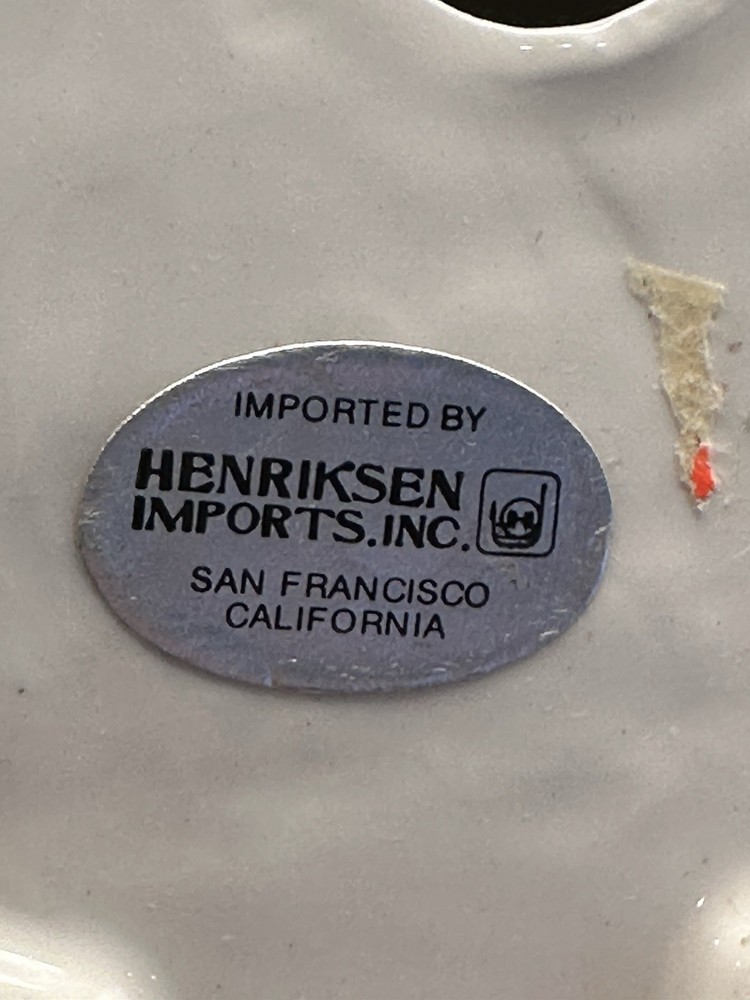 IMPORTED BY
HENRIKSEN
IMPORTS.INC.
SAN FRANCISCO
CALIFORNIA